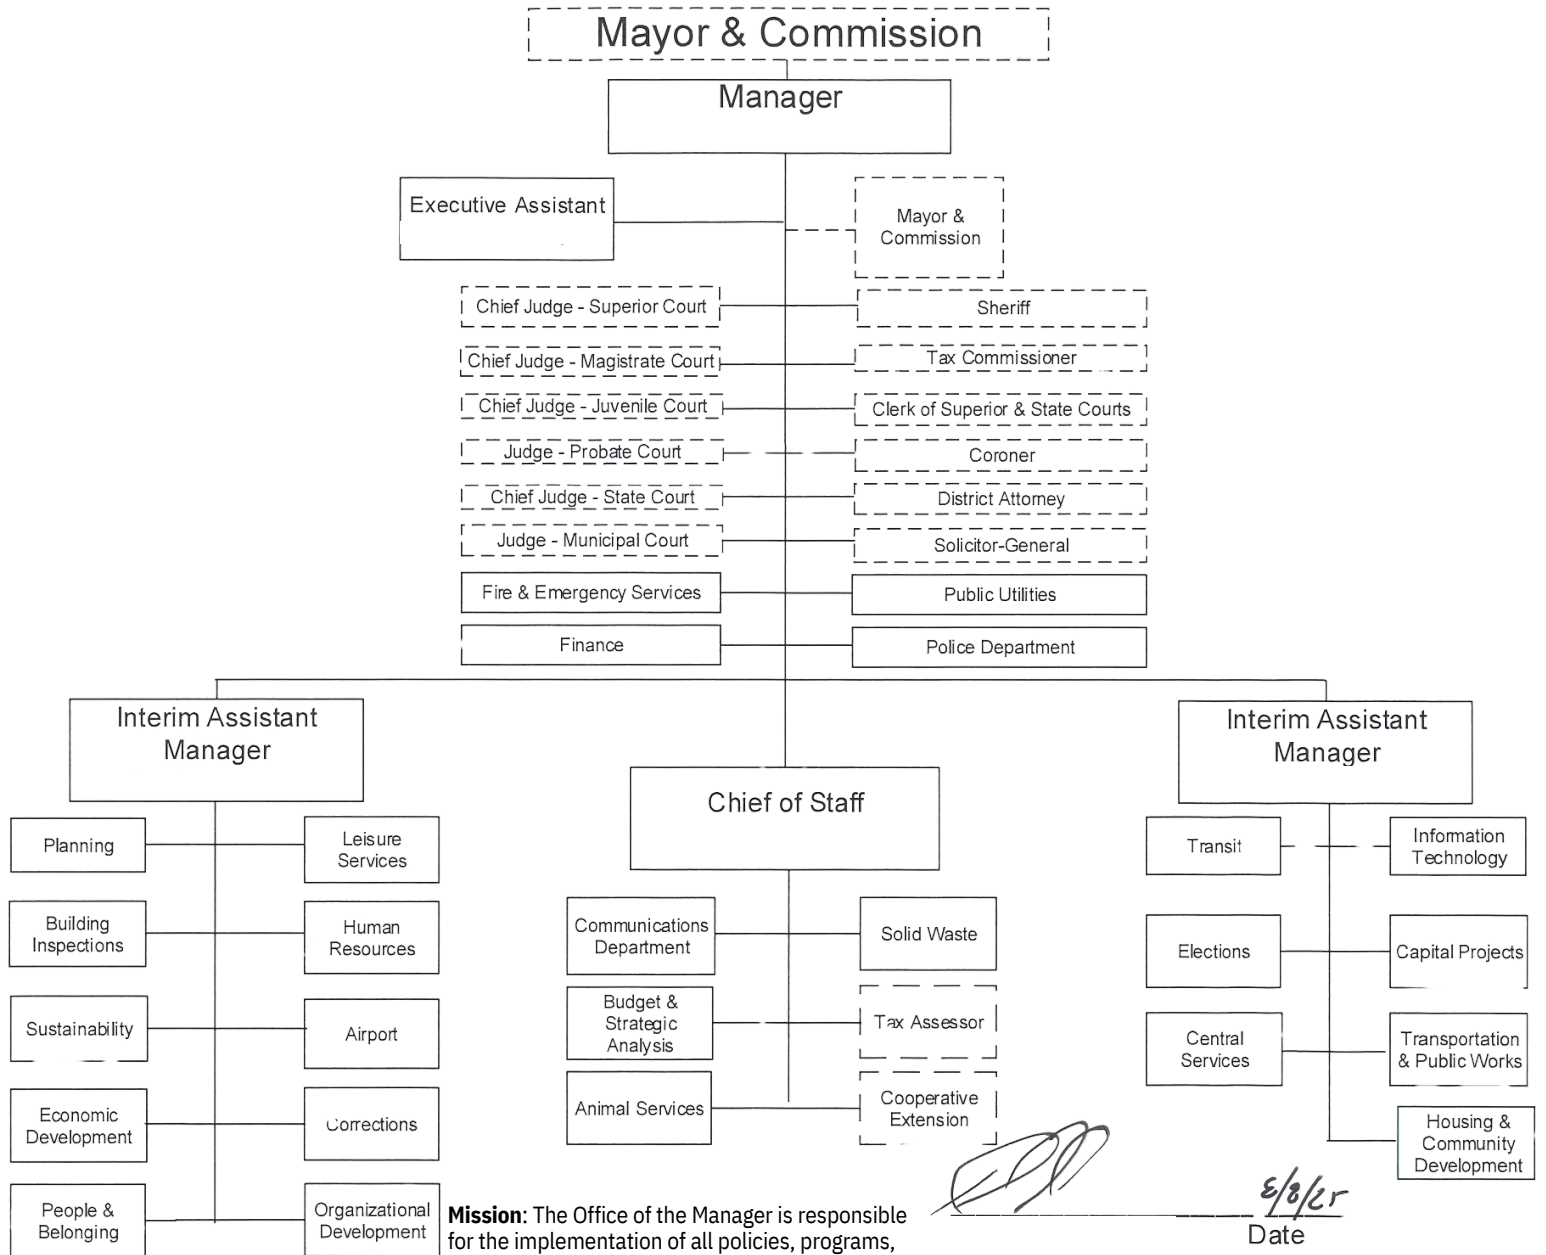 Mayor & Commission
Manager
Executive Assistant
Mayor &
Commission
Chief Judge - Superior Court
Sheriff
Chief Judge - Magistrate Court
Tax Commissioner
Chief Judge - Juvenile Court
Clerk of Superior & State Courts
Judge - Probate Court
Coroner
Chief Judge - State Court
District Attorney
Judge - Municipal Court
Solicitor-General
Fire & Emergency Services
Public Utilities
Finance
Police Department
Interim Assistant
Manager
Planning
Leisure
Services
Building
Inspections
Human
Resources
Sustainability
Airport
Economic
Development
Corrections
People &
Belonging
Organizational
Development
Chief of Staff
Communications
Department
Solid Waste
Budget &
Strategic
Analysis
Tax Assessor
Animal Services
Cooperative
Extension
Interim Assistant
Manager
Transit
Information
Technology
Elections
Capital Projects
Central
Services
Transportation
& Public Works
Housing &
Community
Development
Mission: The Office of the Manager is responsible
for the implementation of all policies, programs,
Date